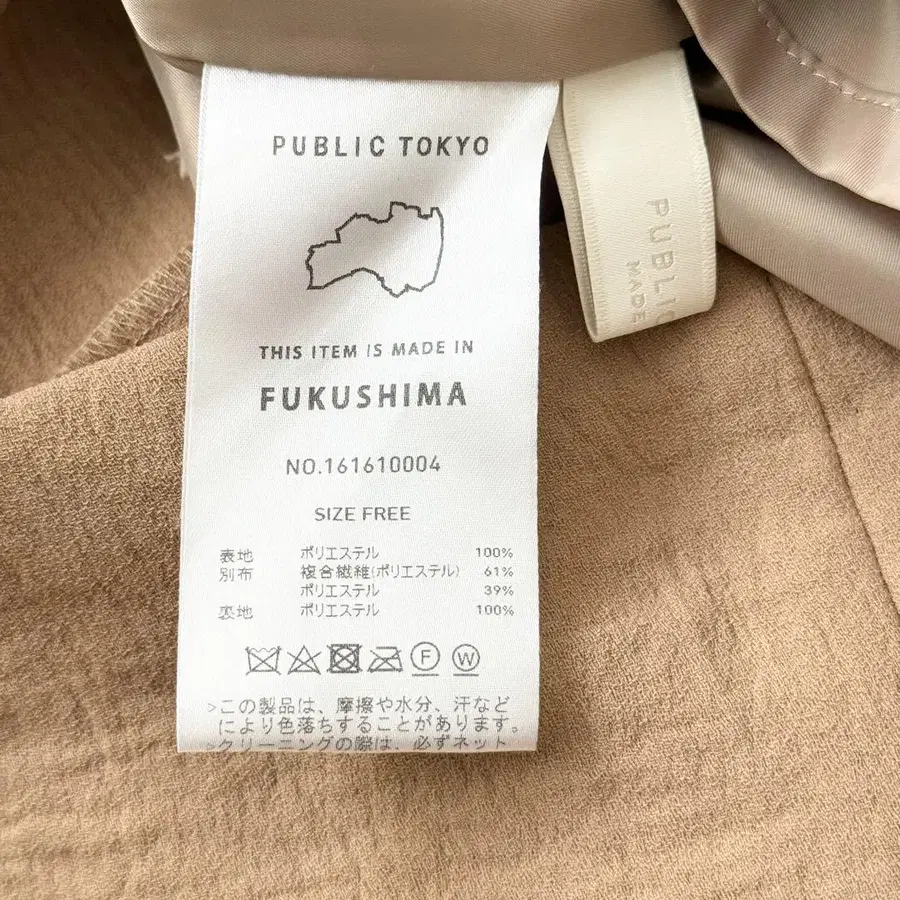 PUBLIC TOKYO
THIS ITEM IS MADE IN
FUKUSHIMA
NO.161610004
SIZE FREE
表地 ポリエステル 100%
別布 複合繊維(ポリエステル) 61%
ポリエステル 39%
裏地 ポリエステル 100%
F W
>この製品は、摩擦や水分、汗など
により色落ちすることがあります。
>クリーニングの際は、必ずネット
PUBLIC
MADE